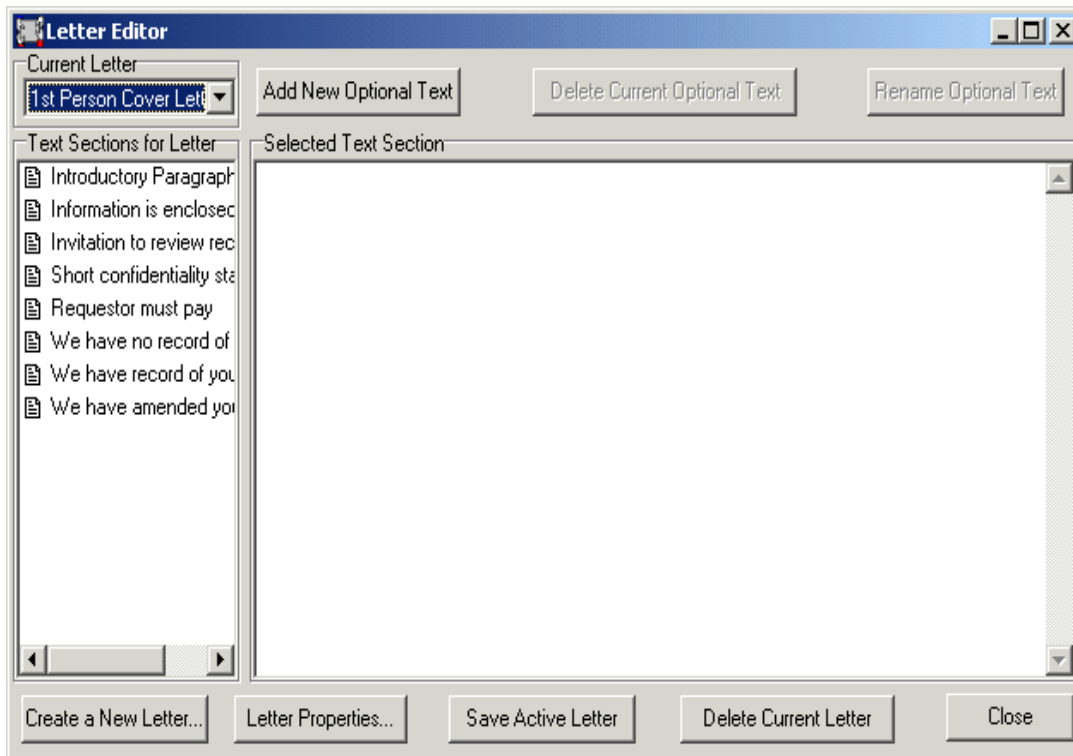 Letter Editor
Current Letter
1st Person Cover Let
Add New Optional Text
Delete Current Optional Text
Rename Optional Text
Text Sections for Letter
Selected Text Section
Introductory Paragraph
Information is enclosed
Invitation to review rec
Short confidentiality sta
Requestor must pay
We have no record of
We have record of you
We have amended you
Create a New Letter...
Letter Properties...
Save Active Letter
Delete Current Letter
Close